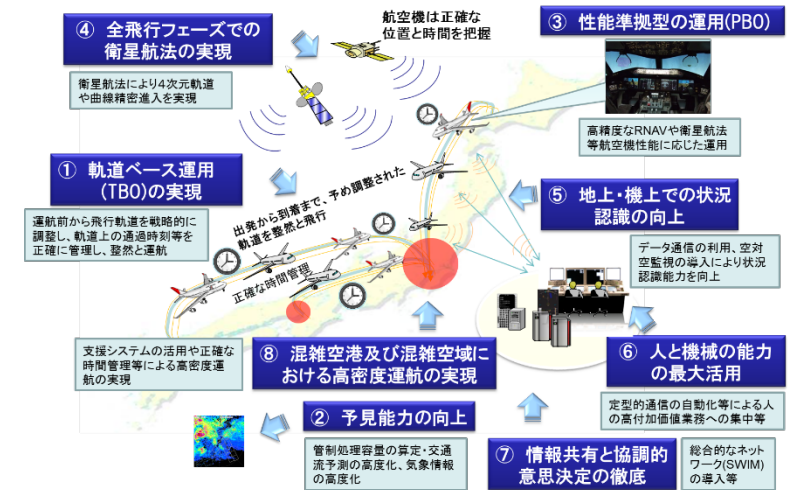 ④ 全飛行フェーズでの
衛星航法の実現
衛星航法により4次元軌道
や曲線精密進入を実現
航空機は正確な
位置と時間を把握
③ 性能準拠型の運用(PBO)
高精度なRNAVや衛星航法
等航空機性能に応じた運用
① 軌道ベース運用
(TBO)の実現
運航前から飛行軌道を戦略的に
調整し、軌道上の通過時刻等を
正確に管理し、整然と運航
出発から到着まで、予め調整された
軌道を整然と飛行
正確な時間管理
⑤ 地上・機上での状況
認識の向上
データ通信の利用、空対
空監視の導入により状況
認識能力を向上
支援システムの活用や正確な
時間管理等による高密度運
航の実現
⑧ 混雑空港及び混雑空域に
おける高密度運航の実現
⑥ 人と機械の能力
の最大活用
定型的通信の自動化等による人
の高付加価値業務への集中等
② 予見能力の向上
管制処理容量の算定・交通
流予測の高度化、気象情報
の高度化
⑦ 情報共有と協調的
意思決定の徹底
総合的なネット
ワーク(SWIM)
の導入等